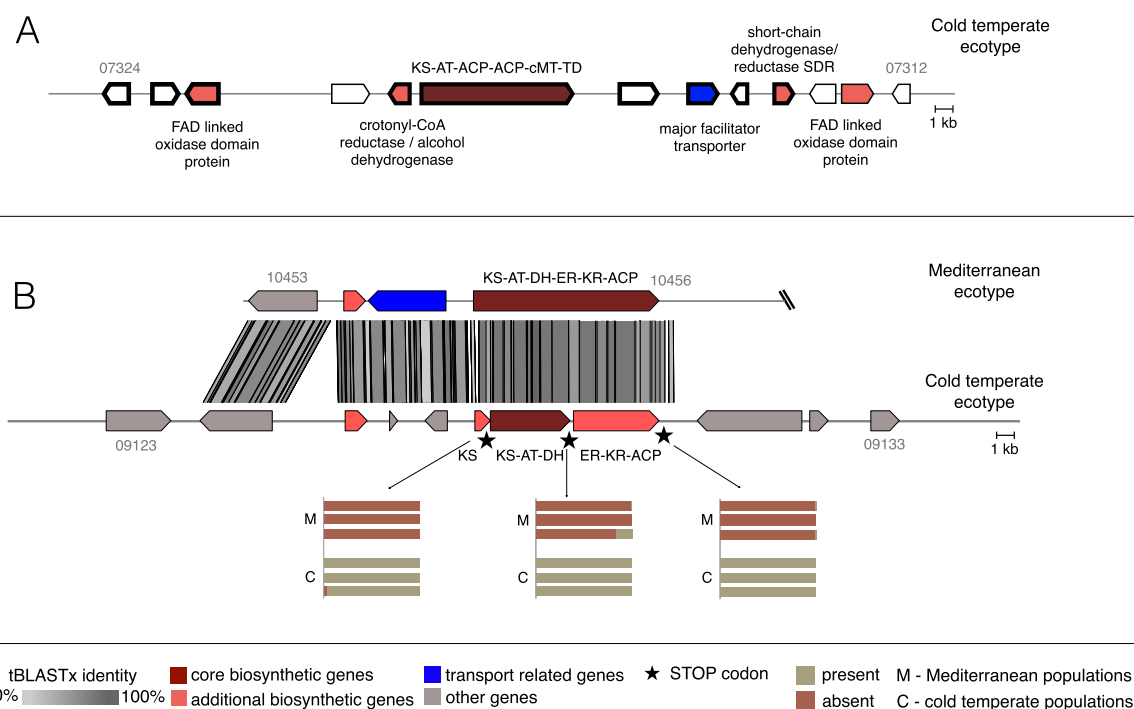 A
Cold temperate
ecotype
short-chain
dehydrogenase/
reductase SDR
07324
KS-AT-ACP-ACP-cMT-TD
07312
1 kb
FAD linked
oxidase domain
protein
crotonyl-CoA
reductase / alcohol
dehydrogenase
major facilitator
transporter
FAD linked
oxidase domain
protein
B
10453
KS-AT-DH-ER-KR-ACP
10456
Mediterranean
ecotype
Cold temperate
ecotype
09123
09133
1 kb
KS
KS-AT-DH
ER-KR-ACP
M
M
M
C
C
C
tBLASTx identity
0%
100%
core biosynthetic genes
additional biosynthetic genes
transport related genes
other genes
STOP codon
present
absent
M - Mediterranean populations
C - cold temperate populations